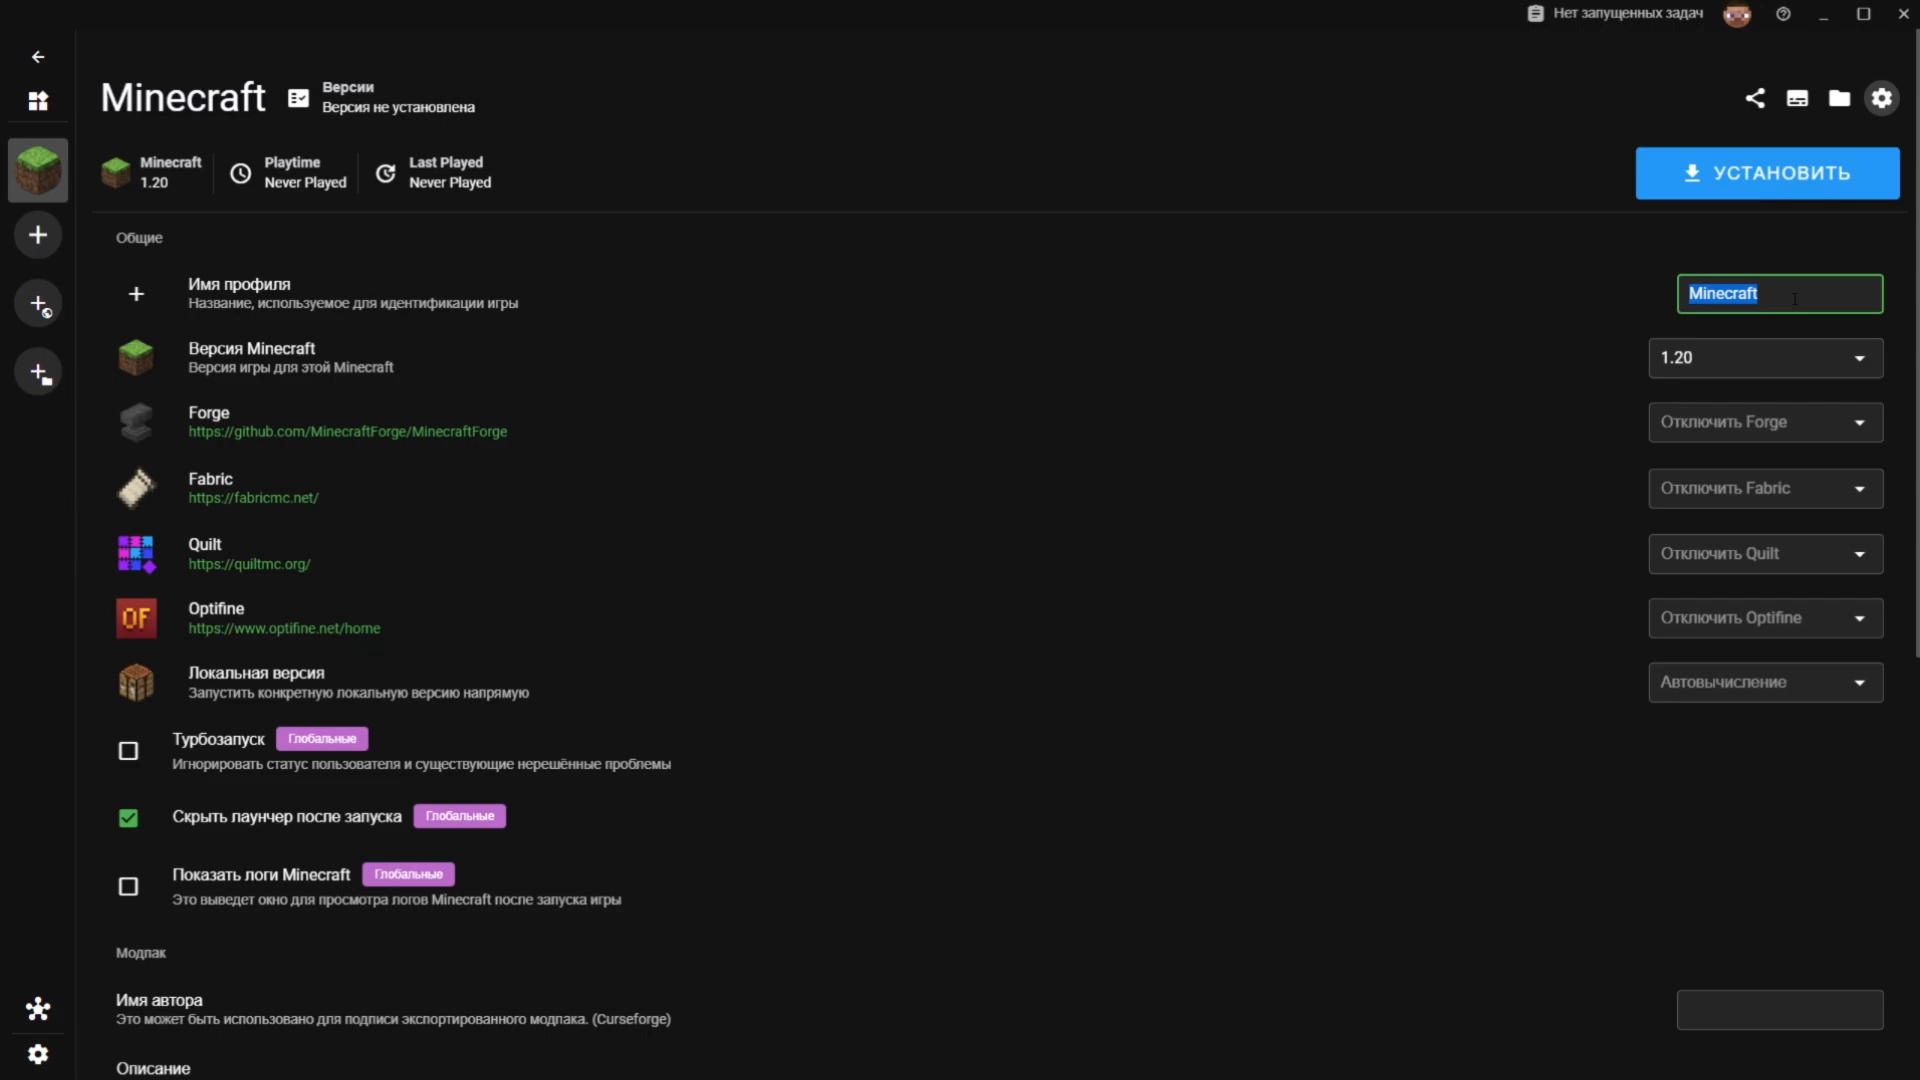 Нет запущенных задач
Minecraft
Версии
Версия не установлена
Minecraft
1.20
Playtime
Never Played
Last Played
Never Played
УСТАНОВИТЬ
Общие
Имя профиля
Название, используемое для идентификации игры
Minecraft
Версия Minecraft
Версия игры для этой Minecraft
1.20
Forge
https://github.com/MinecraftForge/MinecraftForge
Отключить Forge
Fabric
https://fabricmc.net/
Отключить Fabric
Quilt
https://quiltmc.org/
Отключить Quilt
OF
Optifine
https://www.optifine.net/home
Отключить Optifine
Локальная версия
Запустить конкретную локальную версию напрямую
Автовычисление
Турбозапуск Глобальные
Игнорировать статус пользователя и существующие нерешённые проблемы
Скрыть лаунчер после запуска Глобальные
Показать логи Minecraft Глобальные
Это выведет окно для просмотра логов Minecraft после запуска игры
Модпак
Имя автора
Это может быть использовано для подписи экспортированного модпака. (Curseforge)
Описание